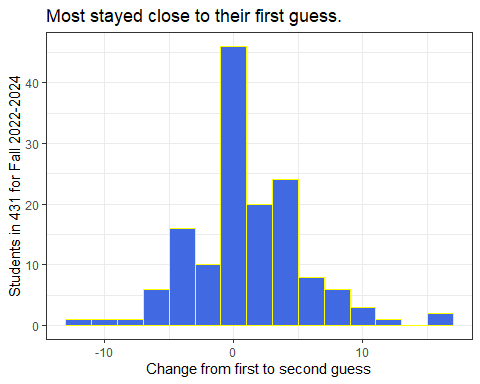 Most stayed close to their first guess.
Students in 431 for Fall 2022-2024
40
30
20
10
0
-10 0 10
Change from first to second guess